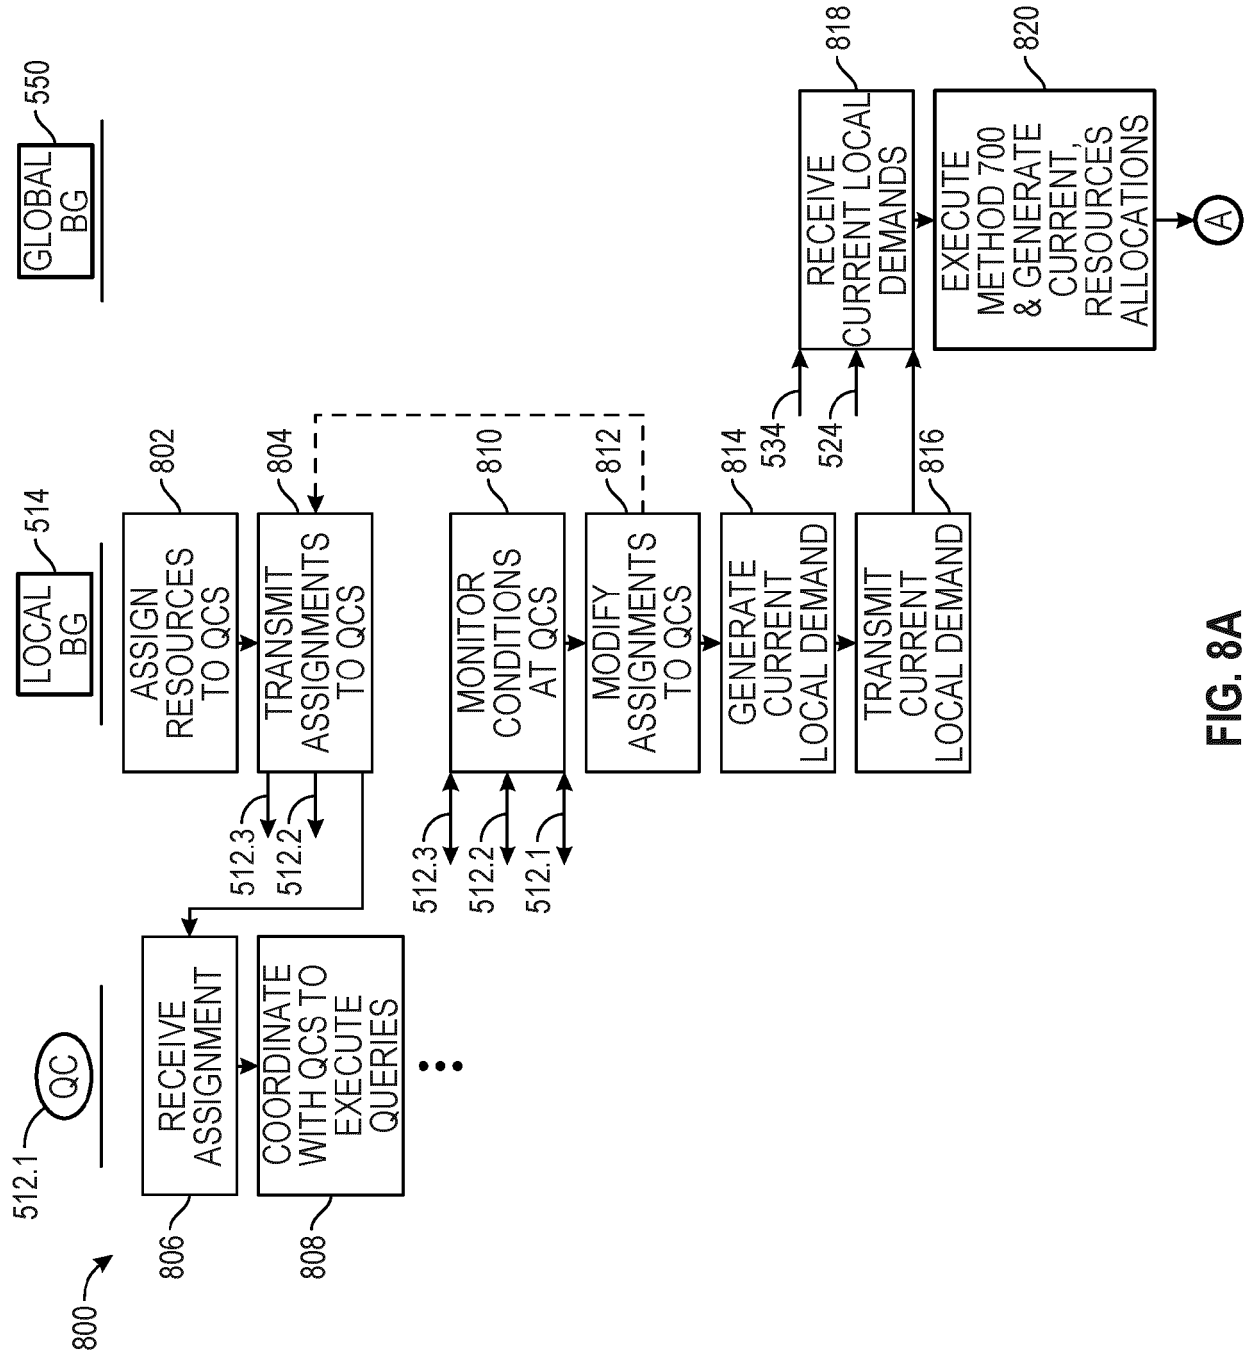 800
512.1
QC
LOCAL
BG
514
GLOBAL
BG
550
806
RECEIVE
ASSIGNMENT
808
COORDINATE
WITH QCS TO
EXECUTE
QUERIES
ASSIGN
RESOURCES
TO QCS
802
TRANSMIT
ASSIGNMENTS
TO QCS
804
512.3
512.2
MONITOR
CONDITIONS
AT QCS
810
512.3
512.2
512.1
MODIFY
ASSIGNMENTS
TO QCS
812
GENERATE
CURRENT
LOCAL DEMAND
814
TRANSMIT
CURRENT
LOCAL DEMAND
816
534
524
RECEIVE
CURRENT LOCAL
DEMANDS
818
EXECUTE
METHOD 700
& GENERATE
CURRENT,
RESOURCES
ALLOCATIONS
820
A
FIG. 8A